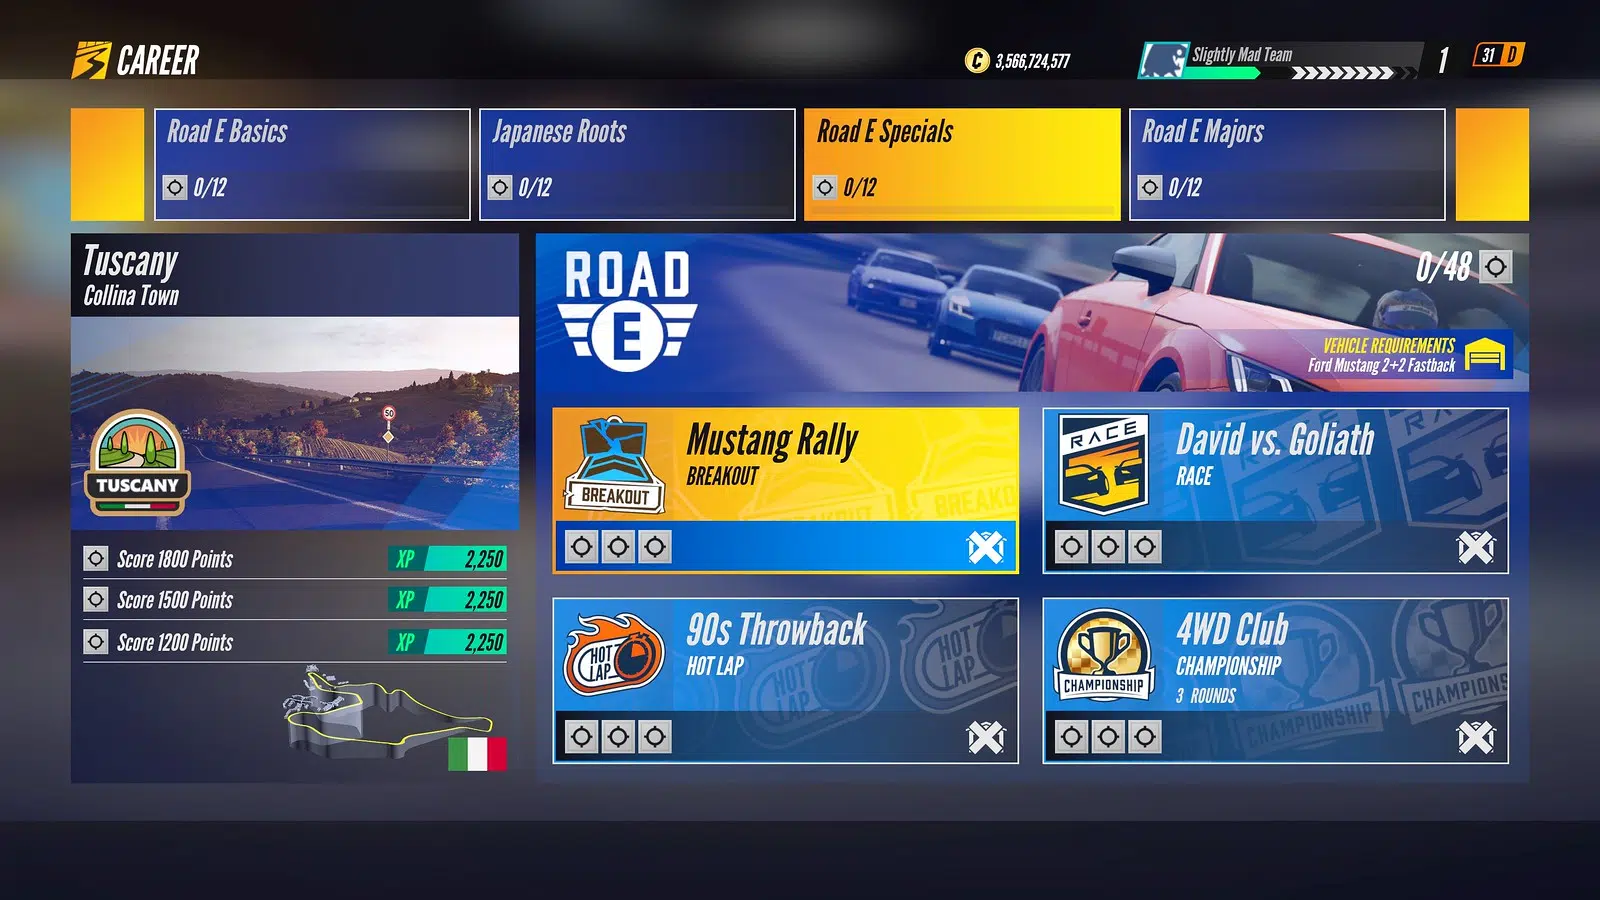 CAREER
3,566,724,577
Slightly Mad Team
1
31 D
Road E Basics
0/12
Japanese Roots
0/12
Road E Specials
0/12
Road E Majors
0/12
Tuscany
Collina Town
50
TUSCANY
Score 1800 Points XP 2,250
Score 1500 Points XP 2,250
Score 1200 Points XP 2,250
ROAD
E
0/48
VEHICLE REQUIREMENTS
Ford Mustang 2+2 Fastback
Mustang Rally
BREAKOUT
BREAKOUT
RACE
David vs. Goliath
RACE
HOT
LAP
90s Throwback
HOT LAP
4WD Club
CHAMPIONSHIP
3 ROUNDS
CHAMPIONSHIP